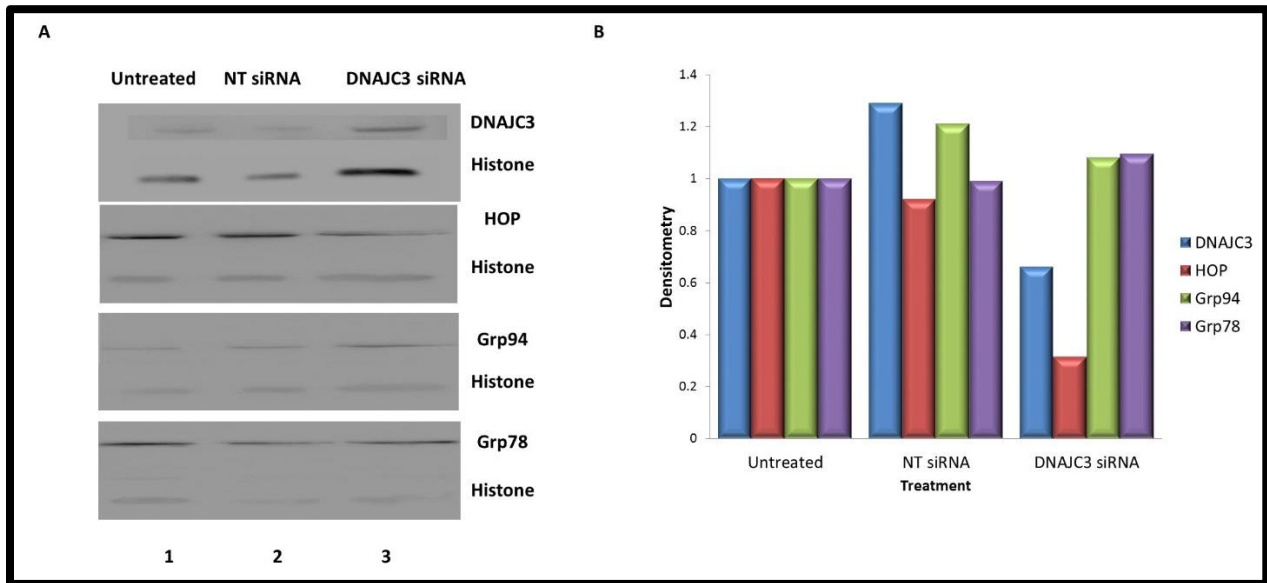 A
Untreated NT siRNA DNAJC3 siRNA
DNAJC3
Histone
HOP
Histone
Grp94
Histone
Grp78
Histone
1 2 3
B
1.4
1.2
1
0.8
0.6
0.4
0.2
0
Densitometry
Untreated NT siRNA DNAJC3 siRNA
Treatment
DNAJC3
HOP
Grp94
Grp78